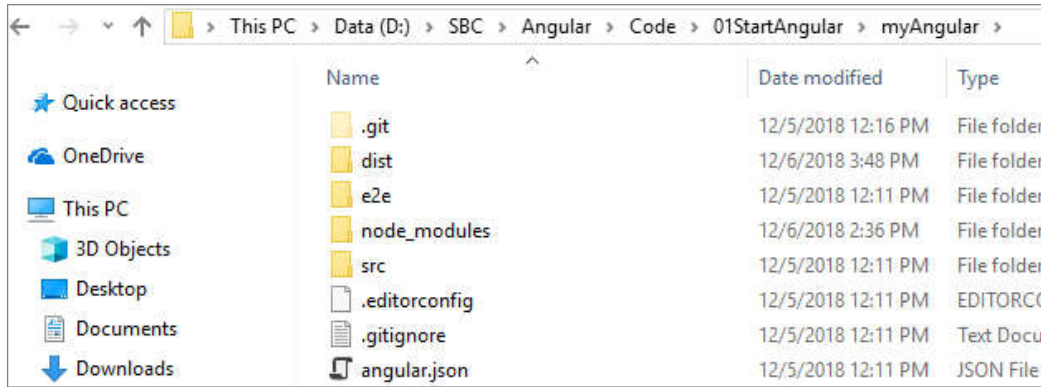 This PC > Data (D:) > SBC > Angular > Code > 01StartAngular > myAngular >
Name Date modified Type
Quick access
OneDrive
This PC
3D Objects
Desktop
Documents
Downloads
.git 12/5/2018 12:16 PM File folder
dist 12/6/2018 3:48 PM File folder
e2e 12/5/2018 12:11 PM File folder
node_modules 12/6/2018 2:36 PM File folder
src 12/5/2018 12:11 PM File folder
.editorconfig 12/5/2018 12:11 PM EDITORCO
.gitignore 12/5/2018 12:11 PM Text Docu
angular.json 12/5/2018 12:11 PM JSON File